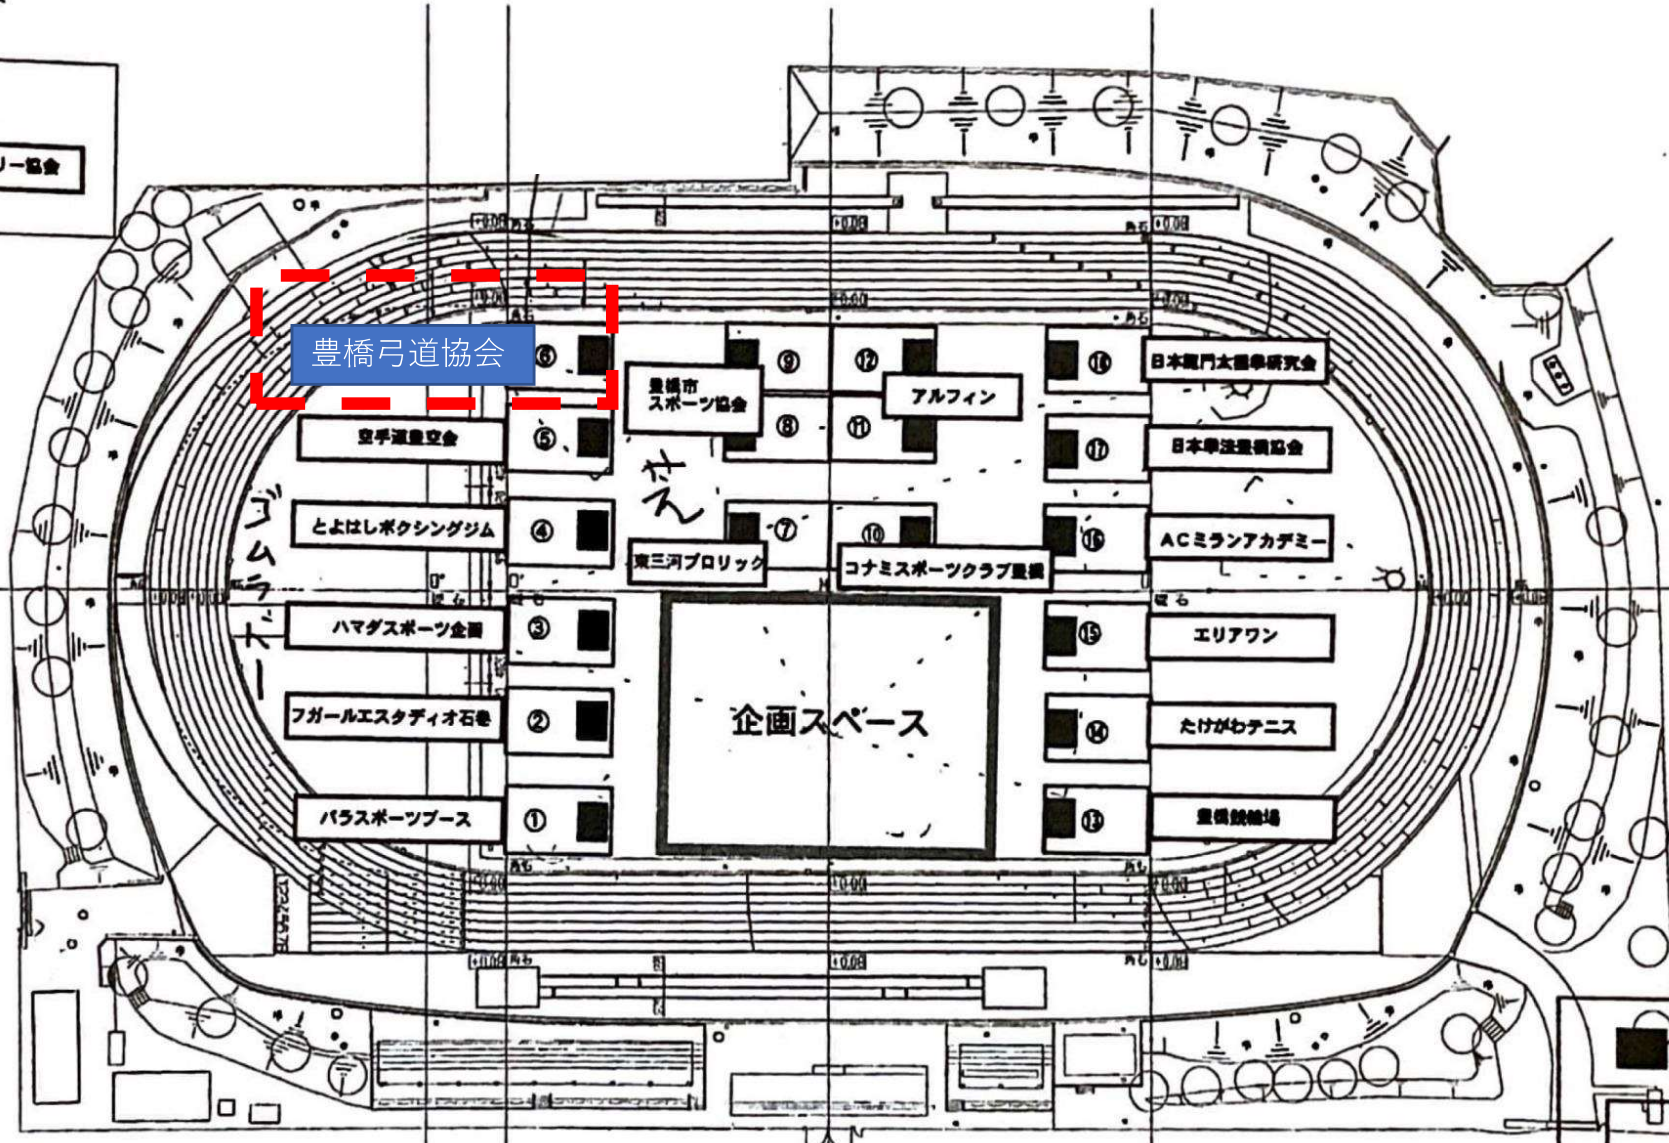 リー協会
豊橋弓道協会
⑥
空手道豊空会
⑤
とよはしボクシングジム
④
ハマダスポーツ企画
③
フガールエスタディオ石巻
②
パラスポーツブース
①
豊橋市
スポーツ協会
⑨
⑧
⑫
⑪
アルフィン
東三河プロリック
⑦
コナミスポーツクラブ豊橋
⑩
企画スペース
⑱
日本龍門太極拳研究会
⑰
日本拳法豊橋協会
⑯
ACミランアカデミー
⑮
エリアワン
⑭
たけがわテニス
⑬
豊橋競輪場